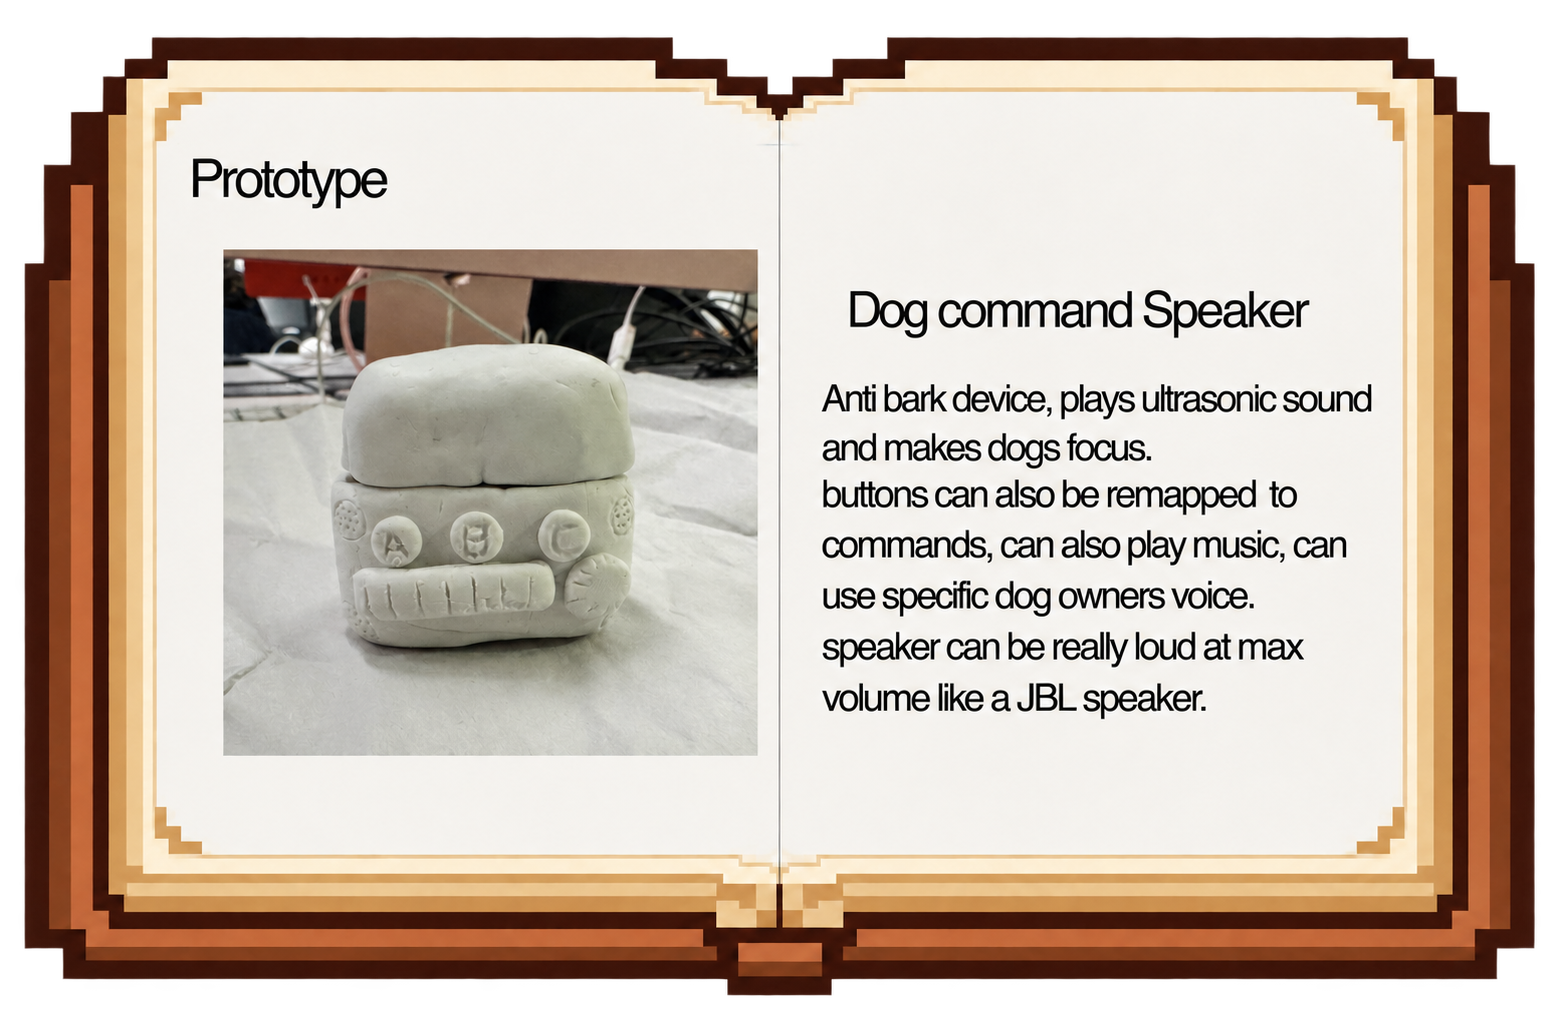 Prototype
A B C
Dog command Speaker
Anti bark device, plays ultrasonic sound
and makes dogs focus.
buttons can also be remapped  to
commands, can also play music, can
use specific dog owners voice.
speaker can be really loud at max
volume like a JBL speaker.